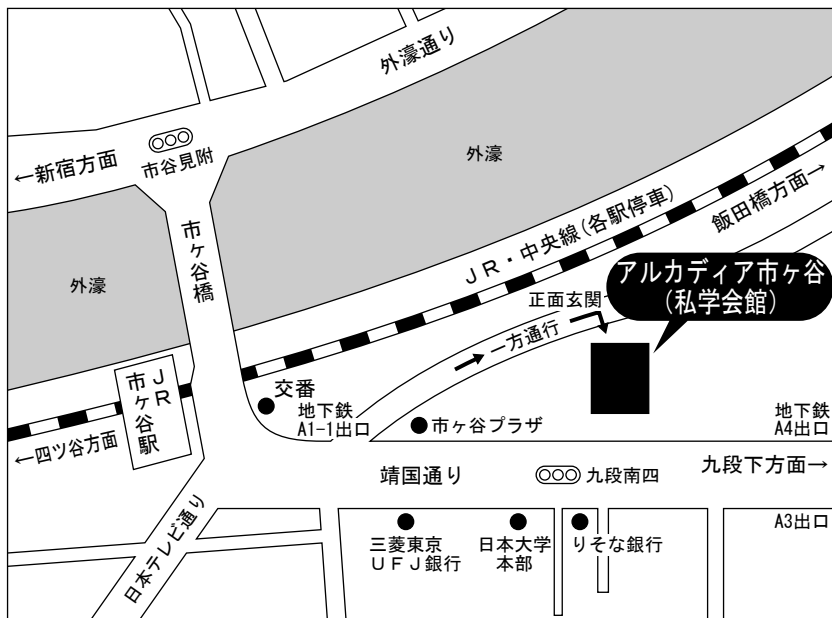 外濠通り
←新宿方面
市谷見附
外濠
市ヶ谷橋
外濠
JR・中央線(各駅停車)
飯田橋方面→
アルカディア市ヶ谷
(私学会館)
正面玄関
一方通行
JR
市ヶ谷駅
交番
地下鉄
A1-1出口
市ヶ谷プラザ
地下鉄
A4出口
←四ツ谷方面
靖国通り
九段南四
九段下方面→
日本テレビ通り
三菱東京
UFJ銀行
日本大学
本部
りそな銀行
A3出口